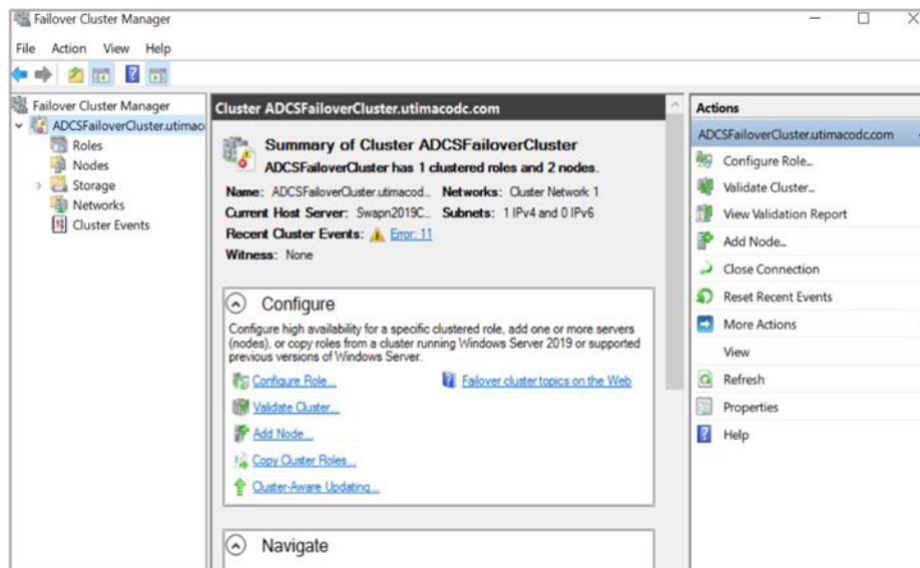 Failover Cluster Manager
File Action View Help
Failover Cluster Manager
ADCSFailoverCluster.utimaco
Roles
Nodes
Storage
Networks
Cluster Events
Cluster ADCSFailoverCluster.utimacodc.com
Summary of Cluster ADCSFailoverCluster
ADCSFailoverCluster has 1 clustered roles and 2 nodes.
Name: ADCSFailoverCluster.utimacod... Networks: Cluster Network 1
Current Host Server: Swapn2019C... Subnets: 1 IPv4 and 0 IPv6
Recent Cluster Events: Error: 11
Witness: None
Configure
Configure high availability for a specific clustered role, add one or more servers
(nodes), or copy roles from a cluster running Windows Server 2019 or supported
previous versions of Windows Server.
Configure Role... Failover cluster topics on the Web
Validate Cluster...
Add Node...
Copy Cluster Roles...
Cluster-Aware Updating...
Navigate
Actions
ADCSFailoverCluster.utimacodc.com
Configure Role...
Validate Cluster...
View Validation Report
Add Node...
Close Connection
Reset Recent Events
More Actions
View
Refresh
Properties
Help